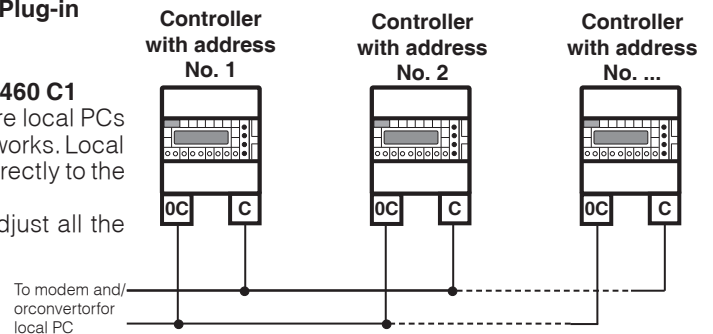 Plug-in
460 C1
re local PCs
works. Local
rectly to the
djust all the
Controller
with address
No. 1
Controller
with address
No. 2
Controller
with address
No. ...
0C C
0C C
0C C
To modem and/
orconvertorfor
local PC